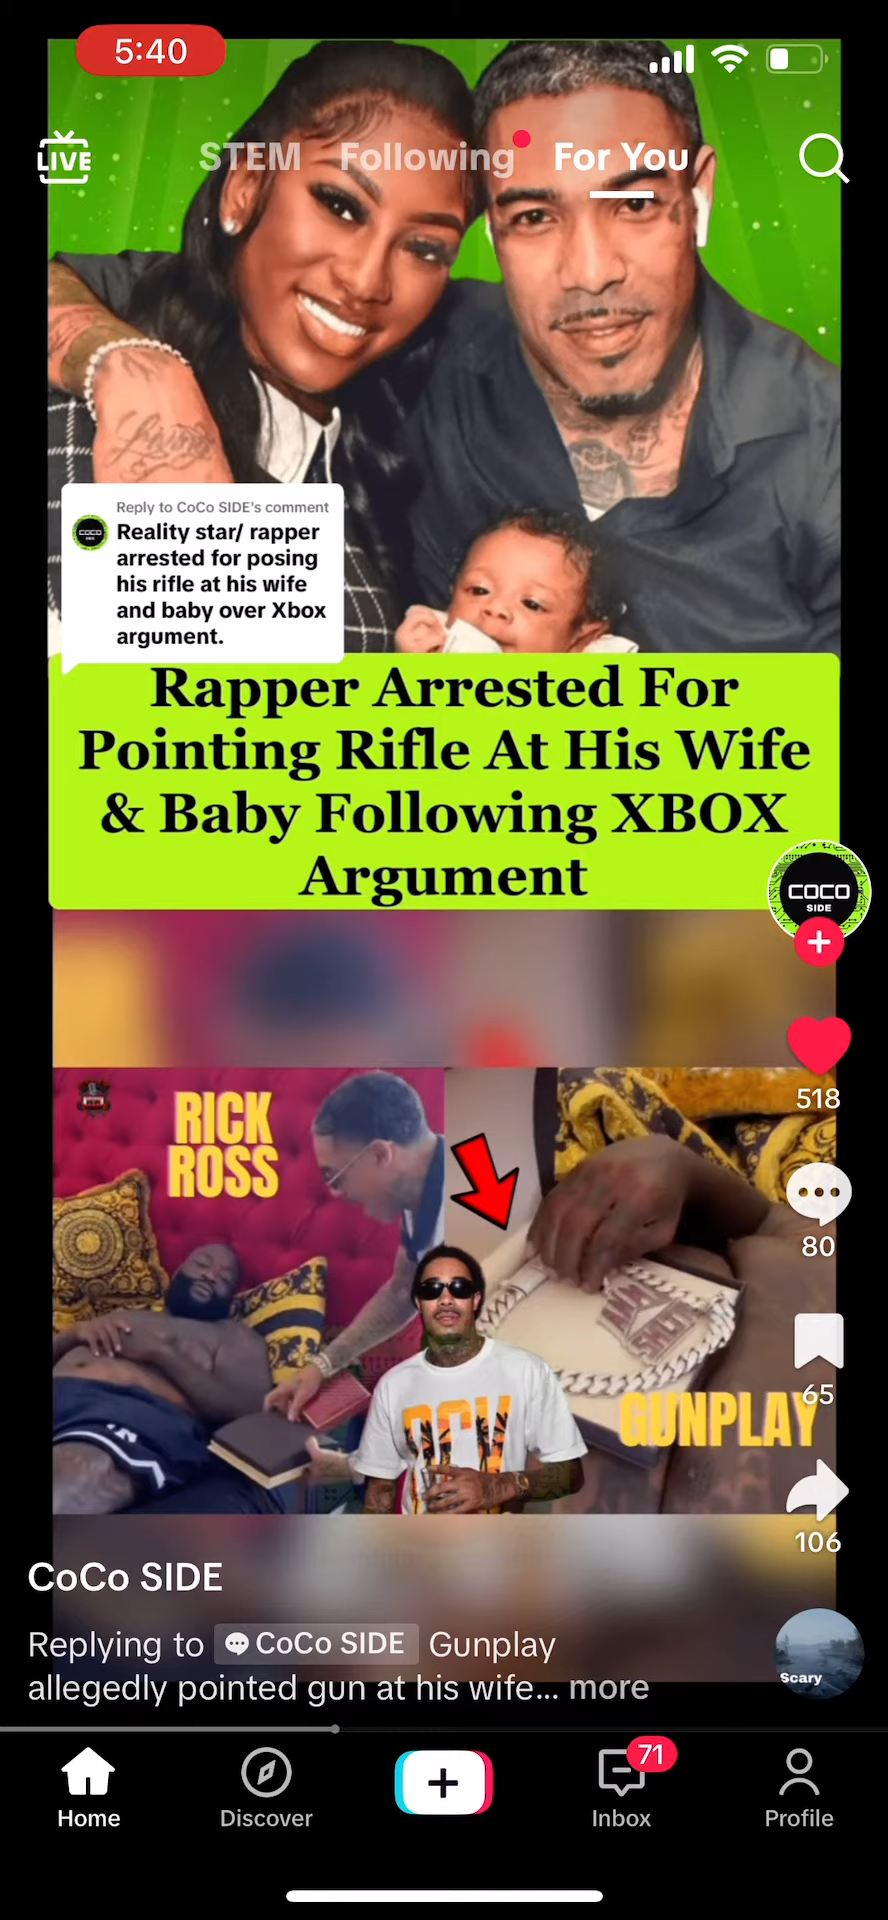 5:40
LIVE
STEM Following For You
Reply to CoCo SIDE's comment
Reality star/ rapper
arrested for posing
his rifle at his wife
and baby over Xbox
argument.
Rapper Arrested For
Pointing Rifle At His Wife
& Baby Following XBOX
Argument
COCO
SIDE
518
RICK
ROSS
80
65
GUNPLAY
106
CoCo SIDE
Replying to CoCo SIDE Gunplay
allegedly pointed gun at his wife... more
Scary
Home
Discover
71
Inbox
Profile